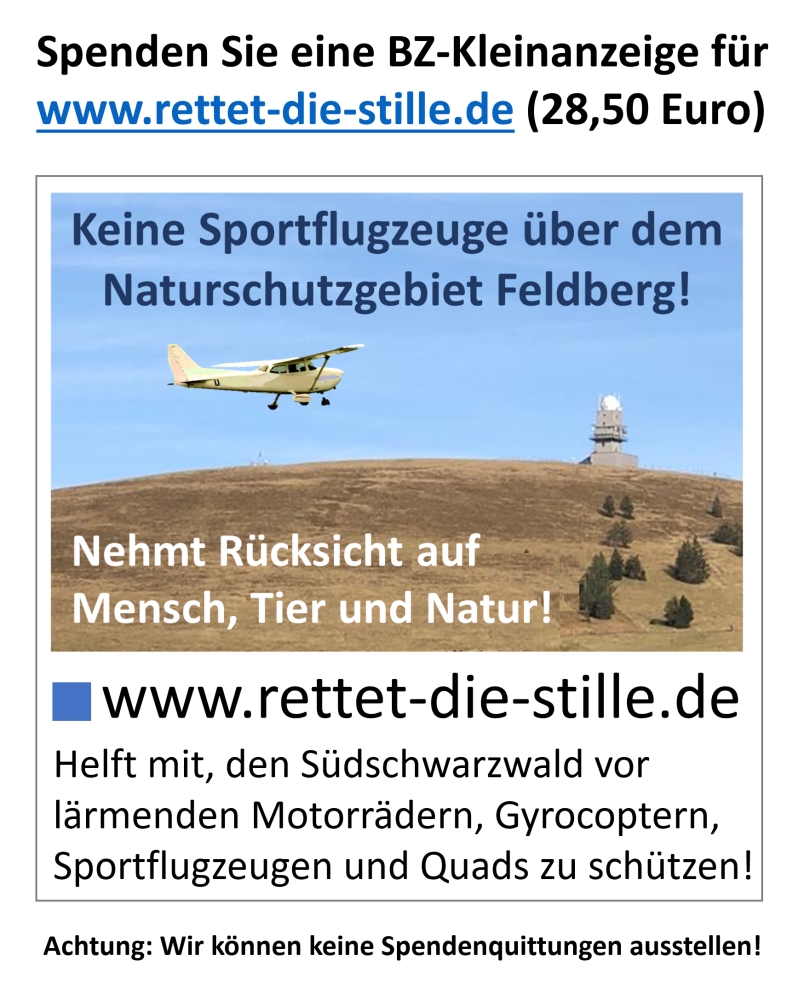 Spenden Sie eine BZ-Kleinanzeige für
www.rettet-die-stille.de (28,50 Euro)
Keine Sportflugzeuge über dem
Naturschutzgebiet Feldberg!
Nehmt Rücksicht auf
Mensch, Tier und Natur!
www.rettet-die-stille.de
Helft mit, den Südschwarzwald vor
lärmenden Motorrädern, Gyrocoptern,
Sportflugzeugen und Quads zu schützen!
Achtung: Wir können keine Spendenquittungen ausstellen!